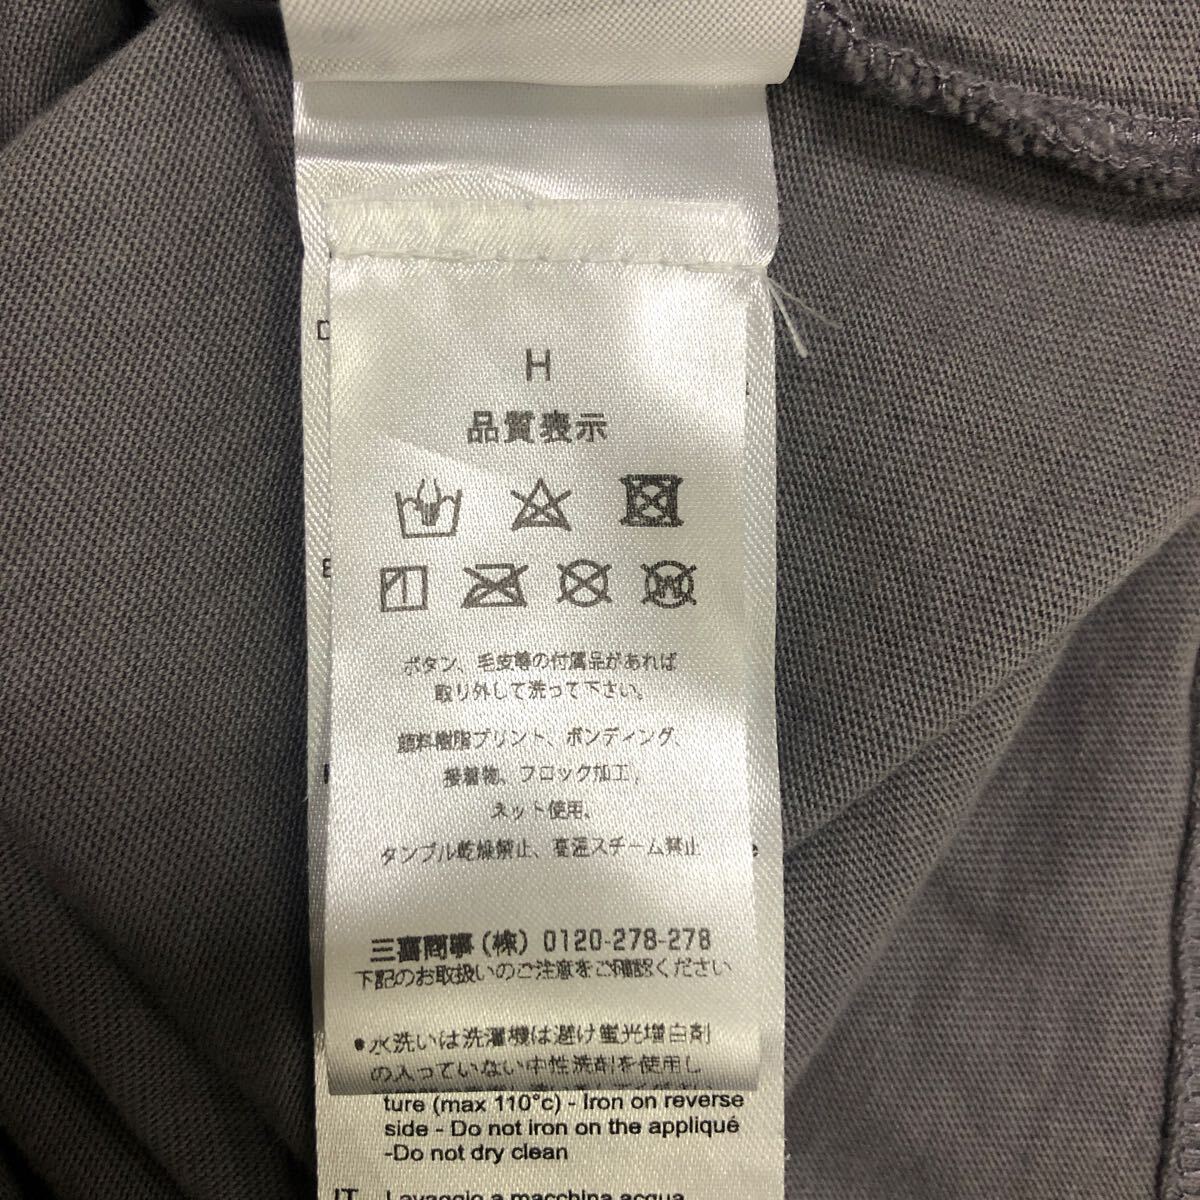 H
品質表示
ボタン、毛皮等の付属品があれば
取り外して洗って下さい。
顔料樹脂プリント、ボンディング、
接着物、フロック加工、
ネット使用、
タンブル乾燥禁止、高温スチーム禁止
三喜商事（株）0120-278-278
下記のお取扱いのご注意をご確認ください
•水洗いは洗濯機は避け蛍光増白剤
の入っていない中性洗剤を使用し
ture (max 110°c) - Iron on reverse
side - Do not iron on the appliqué
-Do not dry clean
IT Lavaggio a macchina acqua